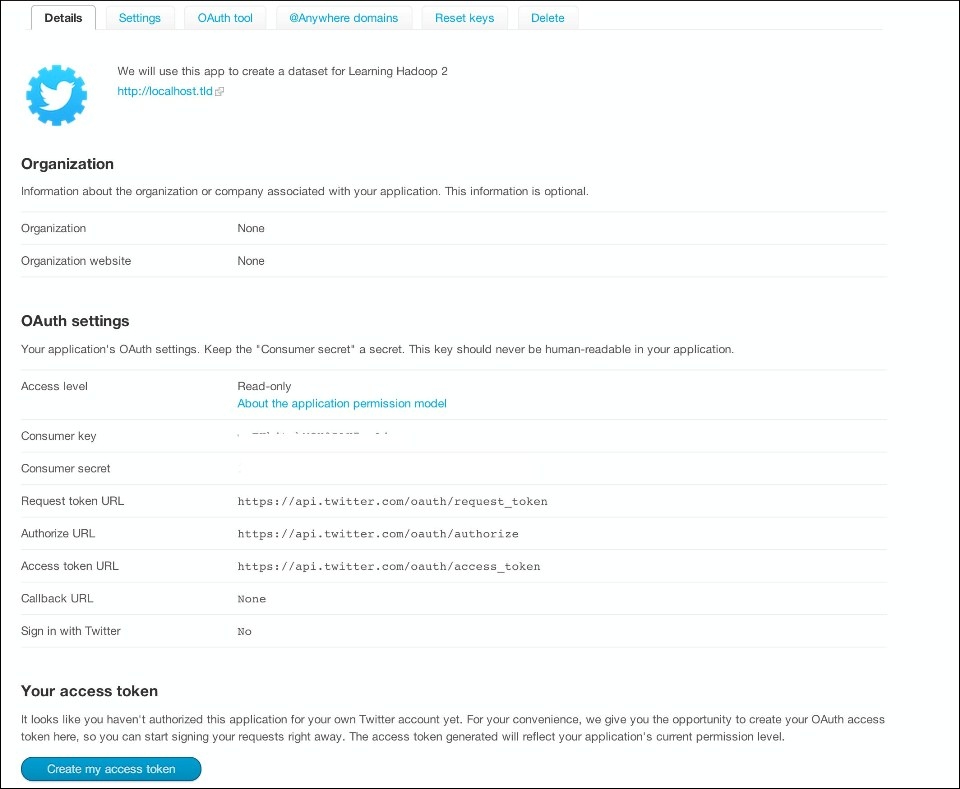 Details Settings OAuth tool @Anywhere domains Reset keys Delete
We will use this app to create a dataset for Learning Hadoop 2
http://localhost.tld
Organization
Information about the organization or company associated with your application. This information is optional.
Organization None
Organization website None
OAuth settings
Your application's OAuth settings. Keep the "Consumer secret" a secret. This key should never be human-readable in your application.
Access level Read-only
About the application permission model
Consumer key
Consumer secret
Request token URL https://api.twitter.com/oauth/request_token
Authorize URL https://api.twitter.com/oauth/authorize
Access token URL https://api.twitter.com/oauth/access_token
Callback URL None
Sign in with Twitter No
Your access token
It looks like you haven't authorized this application for your own Twitter account yet. For your convenience, we give you the opportunity to create your OAuth access
token here, so you can start signing your requests right away. The access token generated will reflect your application's current permission level.
Create my access token